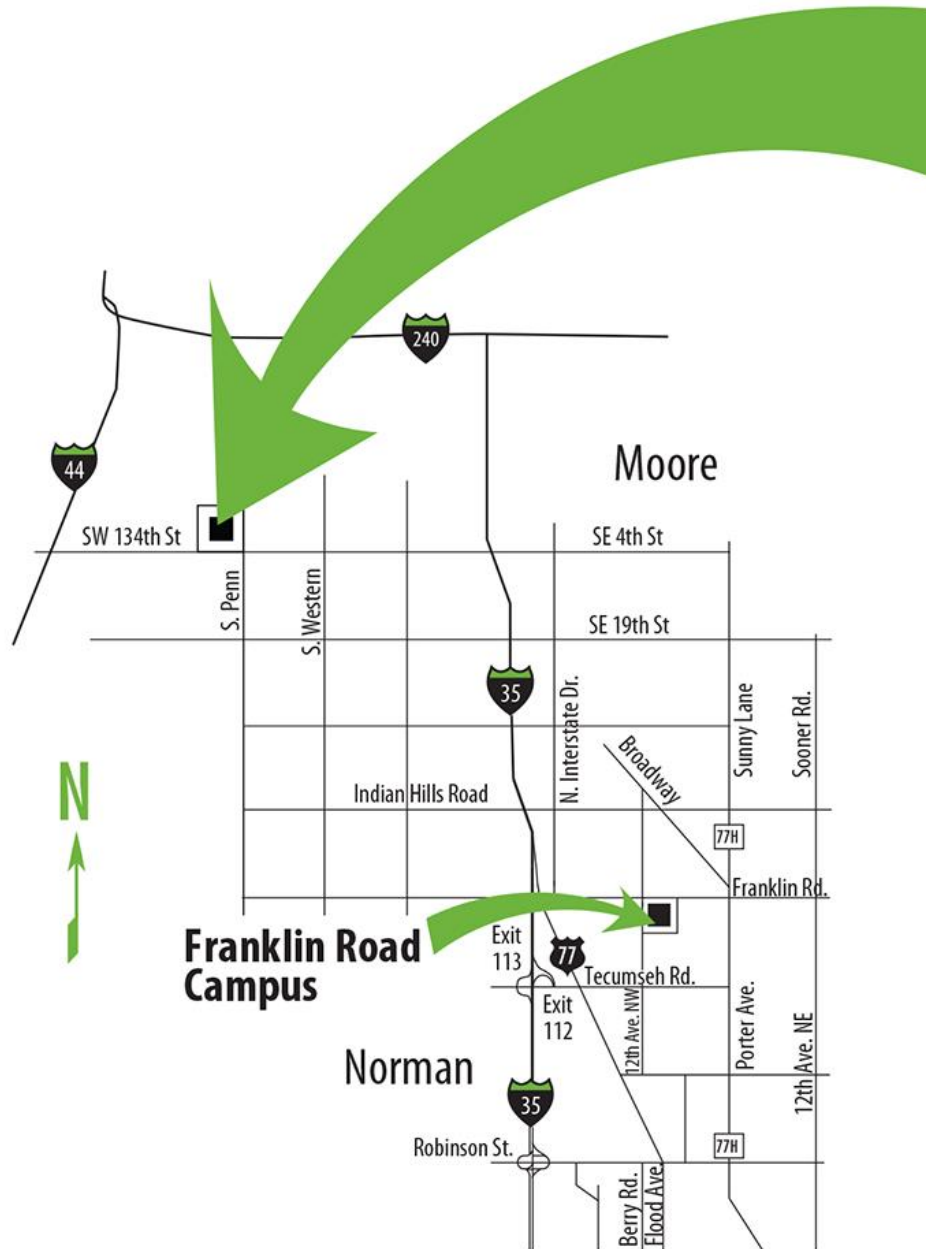 240
44
Moore
SW 134th St
SE 4th St
S. Penn
S. Western
SE 19th St
35
N. Interstate Dr.
Sunny Lane
Sooner Rd.
N
Broadway
Indian Hills Road
77H
Franklin Rd.
Franklin Road
Campus
Exit
113
77
Tecumseh Rd.
Exit
112
12th Ave. NW
Porter Ave.
12th Ave. NE
Norman
35
Robinson St.
77H
Berry Rd.
Flood Ave.